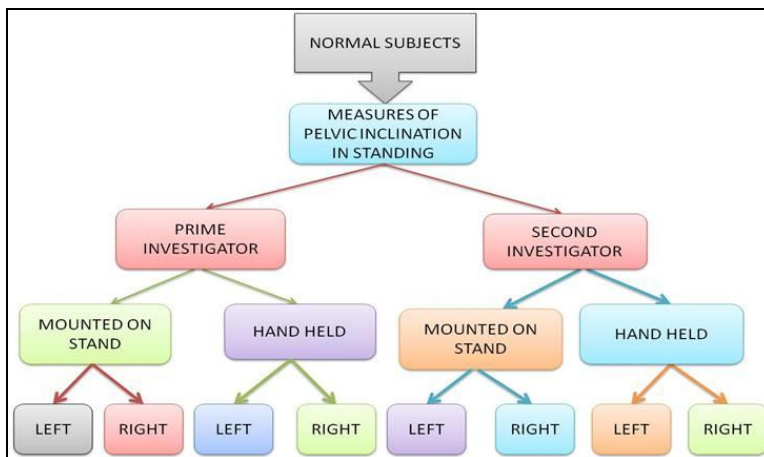 NORMAL SUBJECTS
MEASURES OF
PELVIC INCLINATION
IN STANDING
PRIME
INVESTIGATOR
SECOND
INVESTIGATOR
MOUNTED ON
STAND
HAND HELD
MOUNTED ON
STAND
HAND HELD
LEFT
RIGHT
LEFT
RIGHT
LEFT
RIGHT
LEFT
RIGHT